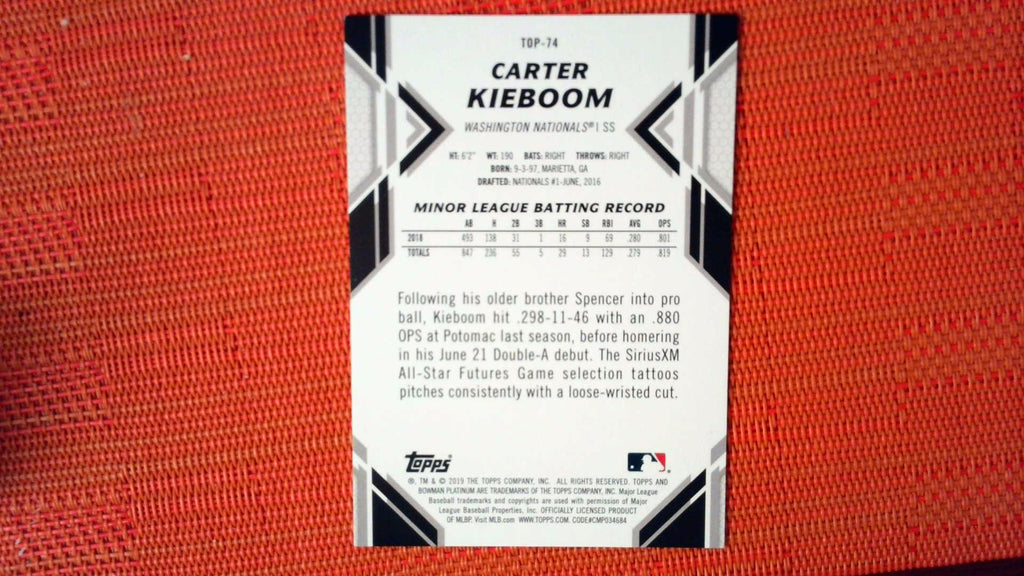 TOP-74
CARTER
KIEBOOM
WASHINGTON NATIONALS® | SS
HT: 6'2" WT: 190 BATS: RIGHT THROWS: RIGHT
BORN: 9-3-97, MARIETTA, GA
DRAFTED: NATIONALS #1-JUNE, 2016
MINOR LEAGUE BATTING RECORD
AB H 2B 3B HR SB RBI AVG OPS
2018 493 138 31 1 16 9 69 .280 .801
TOTALS 847 236 55 5 29 13 129 .279 .819
Following his older brother Spencer into pro
ball, Kieboom hit .298-11-46 with an .880
OPS at Potomac last season, before homering
in his June 21 Double-A debut. The SiriusXM
All-Star Futures Game selection tattoos
pitches consistently with a loose-wristed cut.
topps®
®, TM & © 2019 THE TOPPS COMPANY, INC. ALL RIGHTS RESERVED. TOPPS AND
BOWMAN PLATINUM ARE TRADEMARKS OF THE TOPPS COMPANY, INC. Major League
Baseball trademarks and copyrights are used with permission of Major
League Baseball Properties, Inc. OFFICIALLY LICENSED PRODUCT
OF MLBP. Visit MLB.com WWW.TOPPS.COM. CODE#CMP034684